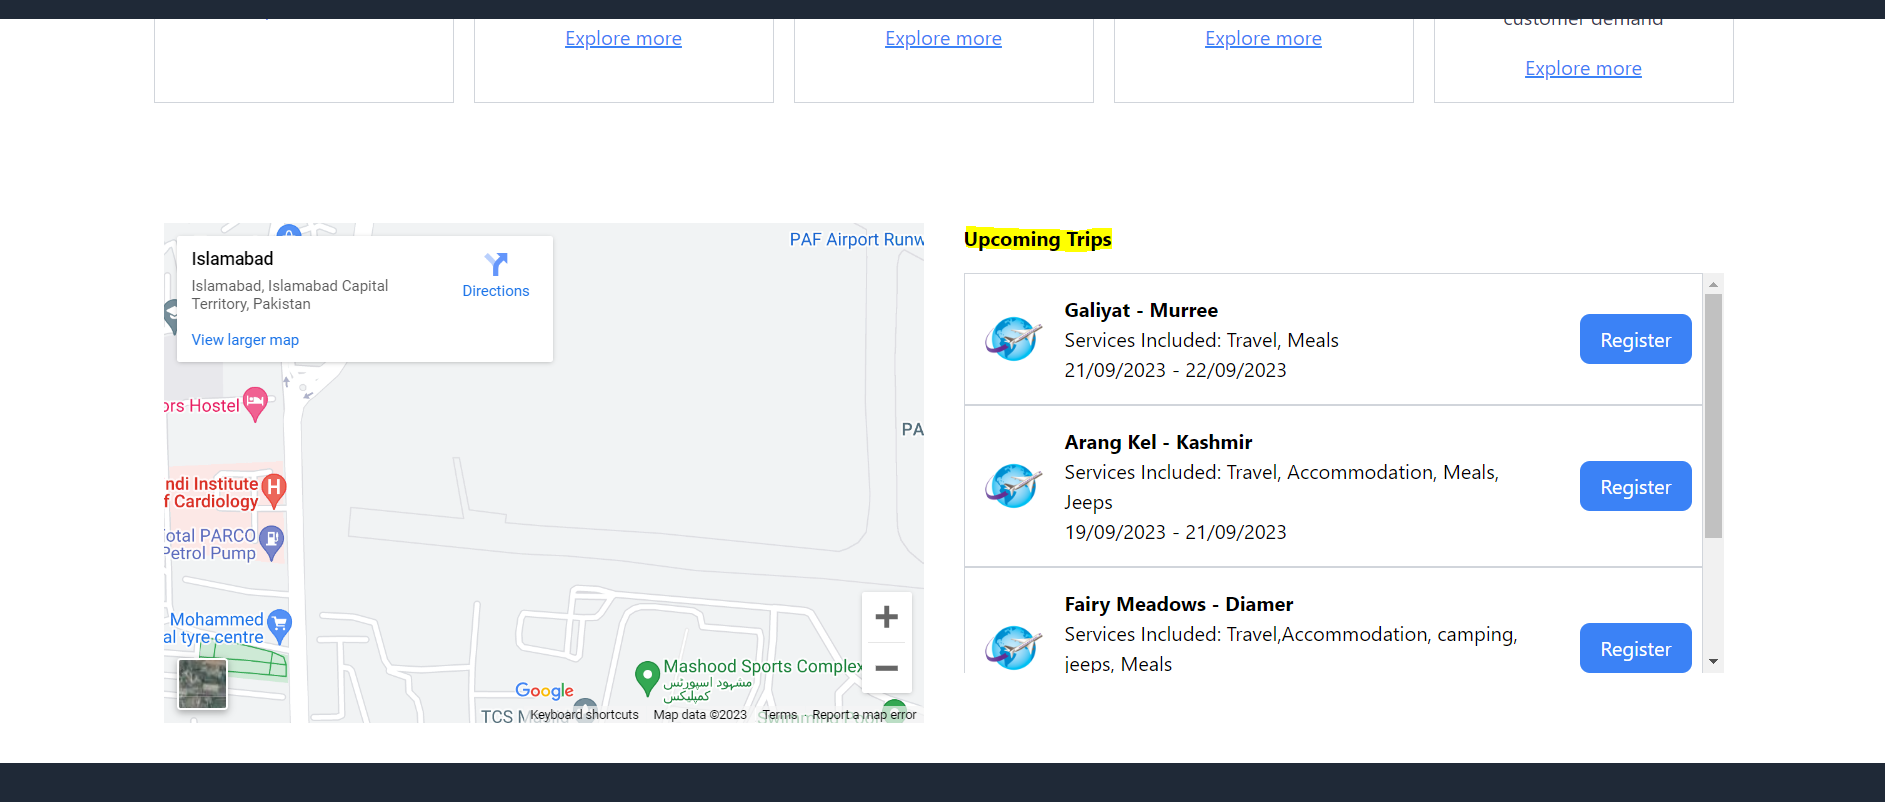 customer demand
Explore more
Explore more
Explore more
Explore more
PAF Airport Runw
Islamabad
Islamabad, Islamabad Capital
Territory, Pakistan
Directions
View larger map
ors Hostel
PA
ndi Institute
f Cardiology
otal PARCO
Petrol Pump
Mohammed
al tyre centre
Mashood Sports Complex
مشہود اسپورٹس
کمپلیکس
Google
TCS
Keyboard shortcuts
Map data ©2023
Terms
Report a map error
Upcoming Trips
Galiyat - Murree
Services Included: Travel, Meals
21/09/2023 - 22/09/2023
Register
Arang Kel - Kashmir
Services Included: Travel, Accommodation, Meals,
Jeeps
19/09/2023 - 21/09/2023
Register
Fairy Meadows - Diamer
Services Included: Travel,Accommodation, camping,
jeeps, Meals
Register